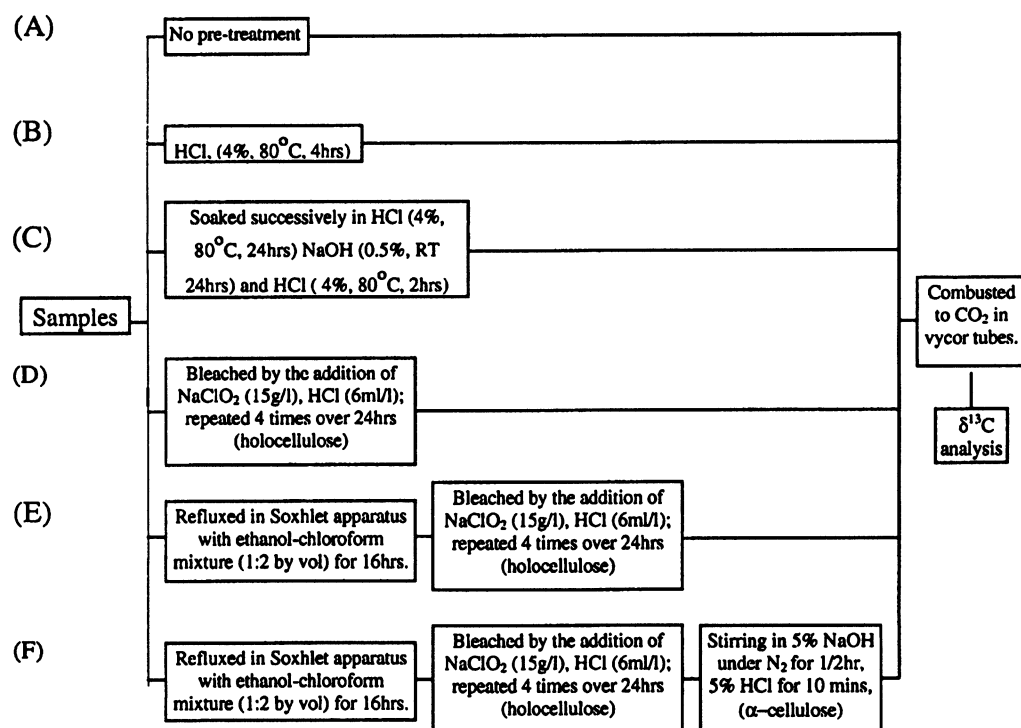 (A)
No pre-treatment
(B)
HCl, (4%, 80°C, 4hrs)
(C)
Soaked successively in HCl (4%,
80°C, 24hrs) NaOH (0.5%, RT
24hrs) and HCl ( 4%, 80°C, 2hrs)
Samples
Combusted
to CO₂ in
vycor tubes.
δ¹³C
analysis
(D)
Bleached by the addition of
NaClO₂ (15g/l), HCl (6ml/l);
repeated 4 times over 24hrs
(holocellulose)
(E)
Refluxed in Soxhlet apparatus
with ethanol-chloroform
mixture (1:2 by vol) for 16hrs.
Bleached by the addition of
NaClO₂ (15g/l), HCl (6ml/l);
repeated 4 times over 24hrs
(holocellulose)
(F)
Refluxed in Soxhlet apparatus
with ethanol-chloroform
mixture (1:2 by vol) for 16hrs.
Bleached by the addition of
NaClO₂ (15g/l), HCl (6ml/l);
repeated 4 times over 24hrs
(holocellulose)
Stirring in 5% NaOH
under N₂ for 1/2hr,
5% HCl for 10 mins,
(α–cellulose)